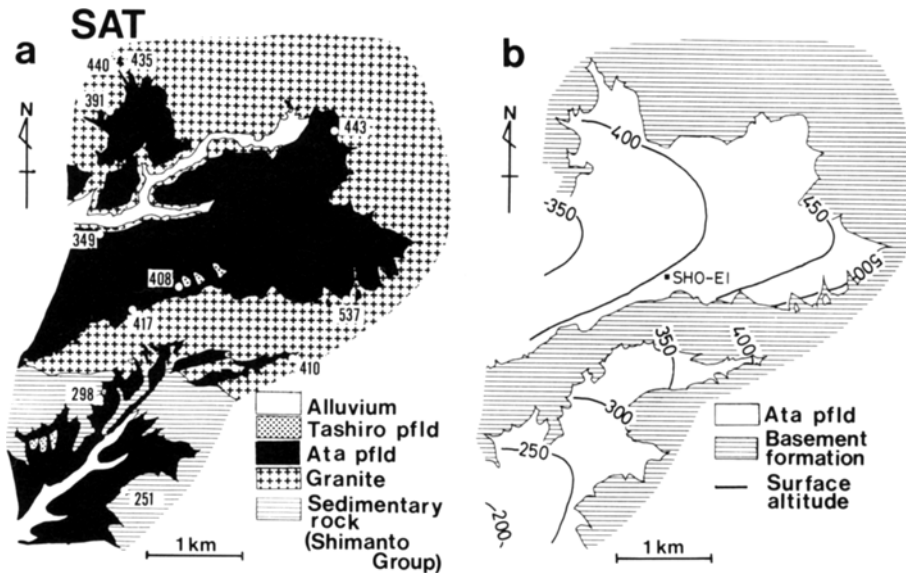 SAT
a
440
435
391
N
443
349
408
417
537
410
298
251
Alluvium
Tashiro pfld
Ata pfld
Granite
Sedimentary
rock
(Shimanto
Group)
1 km
b
N
400
-350
450
SHO-EI
500
350
400
300
-250
-200-
Ata pfld
Basement
formation
Surface
altitude
1 km